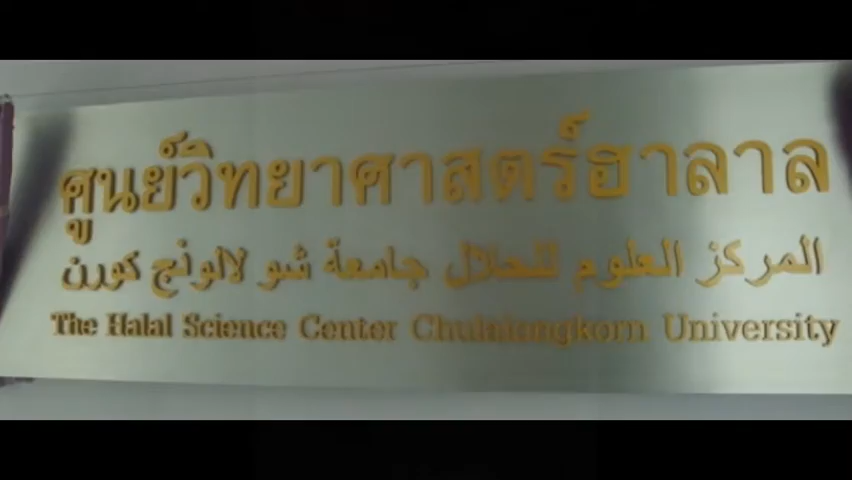 ศูนย์วิทยาศาสตร์ฮาลาล
المركز العلوم للحلال جامعة شو لالونج كورن
The Halal Science Center Chulalongkorn University